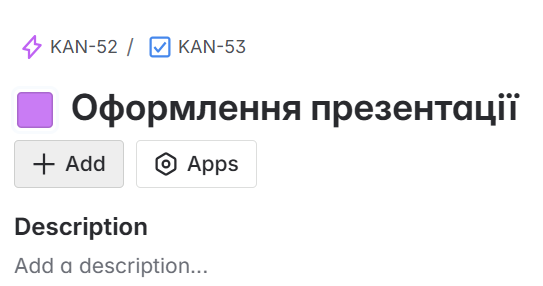 KAN-52 / KAN-53
Оформлення презентації
Add Apps
Description
Add a description...